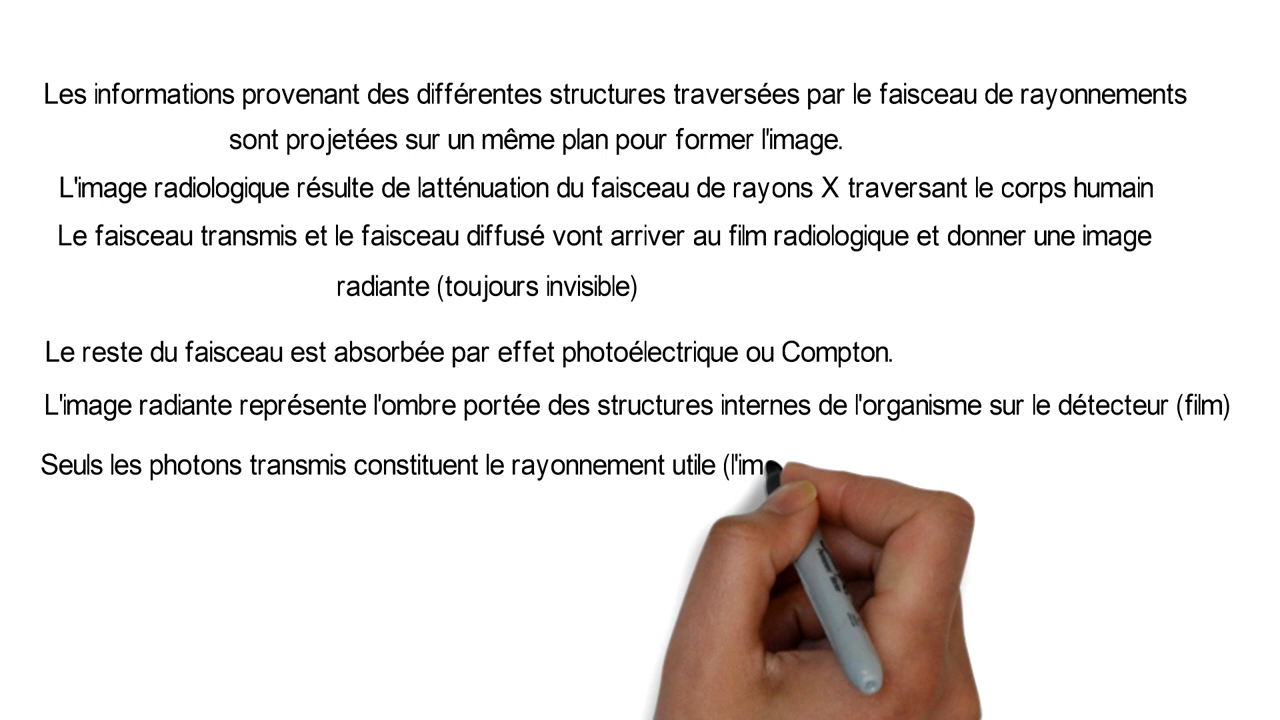 Les informations provenant des différentes structures traversées par le faisceau de rayonnements
sont projetées sur un même plan pour former l'image.
L'image radiologique résulte de latténuation du faisceau de rayons X traversant le corps humain
Le faisceau transmis et le faisceau diffusé vont arriver au film radiologique et donner une image
radiante (toujours invisible)
Le reste du faisceau est absorbée par effet photoélectrique ou Compton.
L'image radiante représente l'ombre portée des structures internes de l'organisme sur le détecteur (film)
Seuls les photons transmis constituent le rayonnement utile (l'im